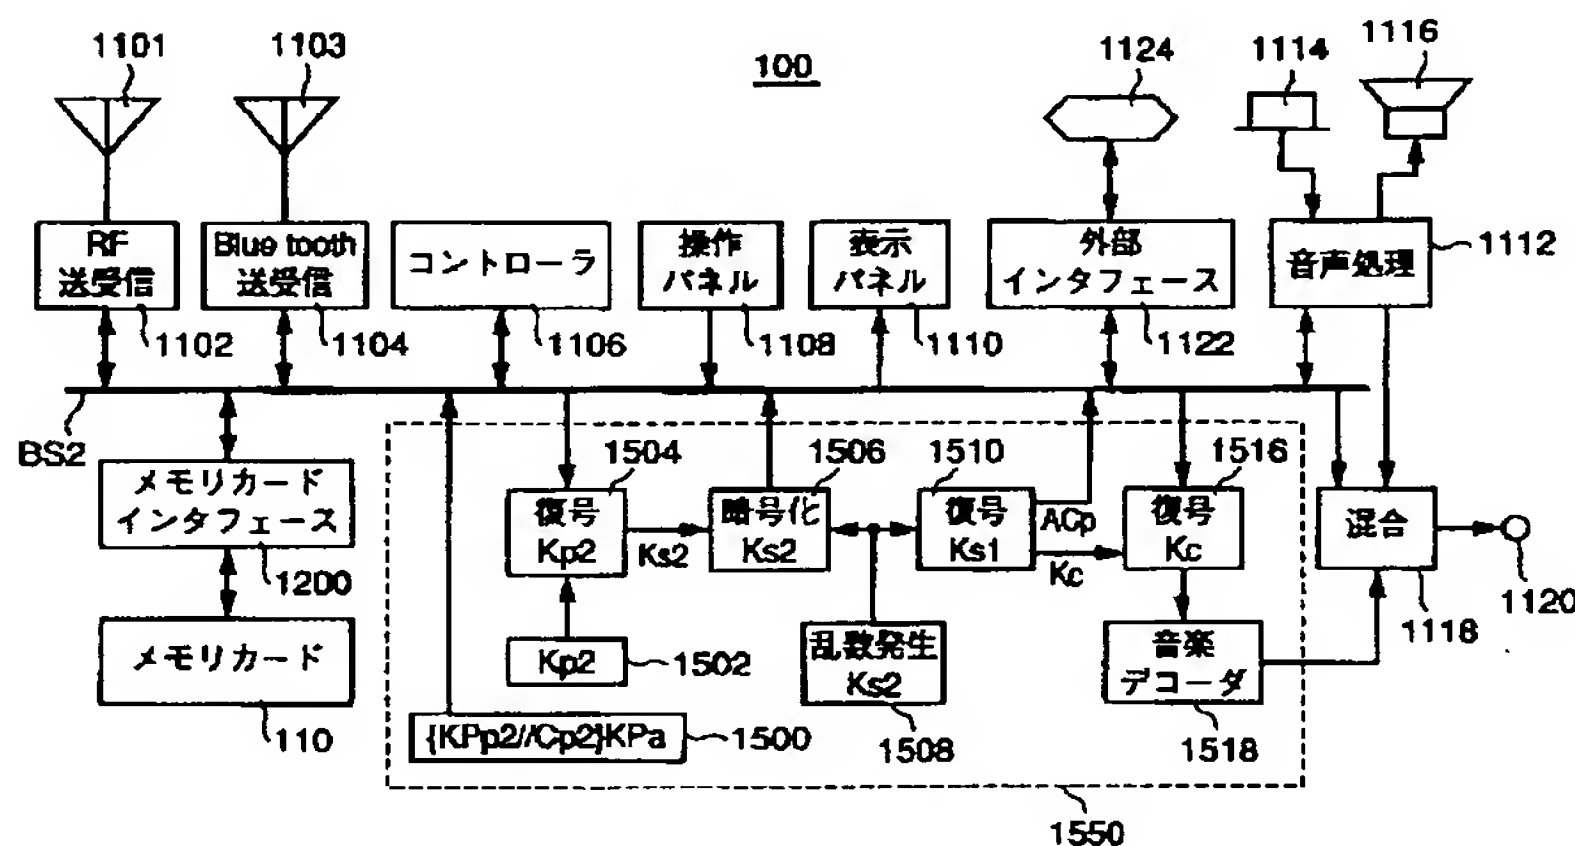 1101
1103
100
1124
1114
1116
RF
送受信
1102
Blue tooth
送受信
1104
コントローラ
1106
操作
パネル
1108
表示
パネル
1110
外部
インタフェース
1122
音声処理
1112
BS2
メモリカード
インタフェース
1200
メモリカード
110
復号
Kp2
1504
Ks2
暗号化
Ks2
1506
復号
Ks1
1510
ACp
Kc
復号
Kc
1516
混合
1118
1120
Kp2
1502
乱数発生
Ks2
1508
音楽
デコーダ
1518
{KPp2//Cp2}KPa
1500
1550